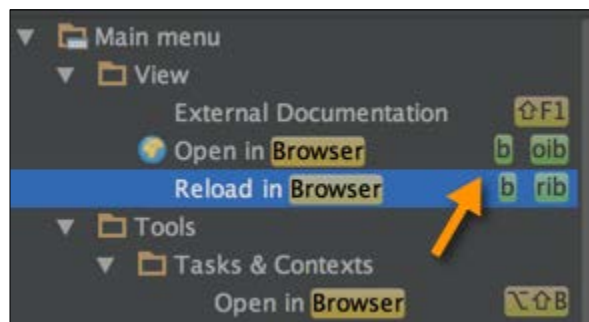 Main menu
View
External Documentation ⇧F1
Open in Browser b oib
Reload in Browser b rib
Tools
Tasks & Contexts
Open in Browser ⌥⇧B